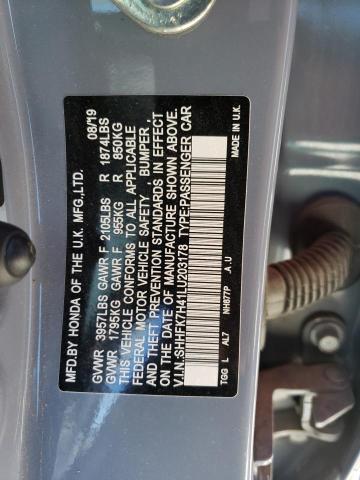 MFD.BY HONDA OF THE U.K. MFG.,LTD. 08/19
GVWR 3957LBS GAWR F 2105LBS R 1874LBS
GVWR 1795KG GAWR F 955KG R 850KG
THIS VEHICLE CONFORMS TO ALL APPLICABLE
FEDERAL MOTOR VEHICLE SAFETY , BUMPER ,
AND THEFT PREVENTION STANDARDS IN EFFECT
ON THE DATE OF MANUFACTURE SHOWN ABOVE.
V.I.N.:SHHFK7H41LU203178 TYPE:PASSENGER CAR
TGG L AL7 NH877P A.U
MADE IN U.K.